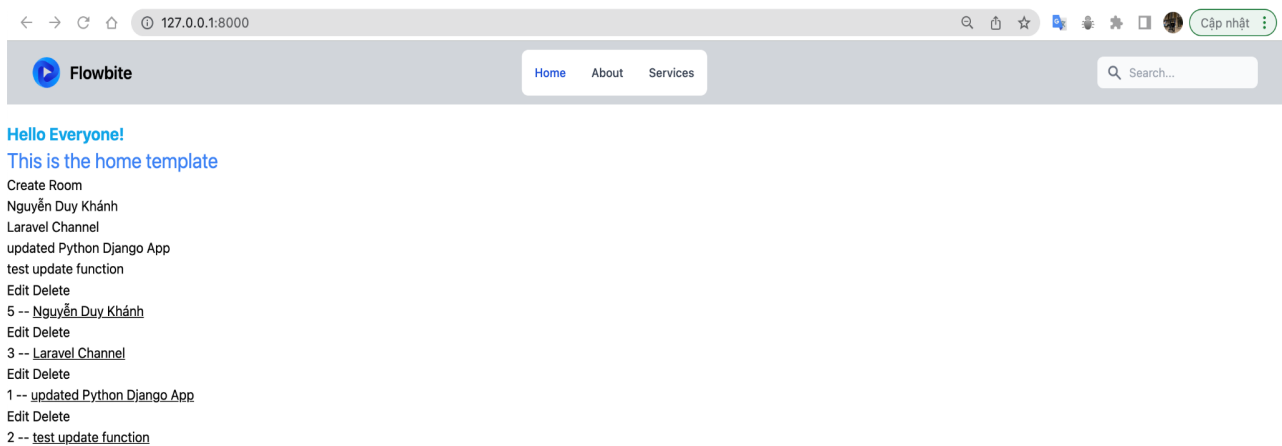 127.0.0.1:8000
Cập nhật
Flowbite
Home About Services
Search...
Hello Everyone!
This is the home template
Create Room
Nguyễn Duy Khánh
Laravel Channel
updated Python Django App
test update function
Edit Delete
5 -- Nguyễn Duy Khánh
Edit Delete
3 -- Laravel Channel
Edit Delete
1 -- updated Python Django App
Edit Delete
2 -- test update function